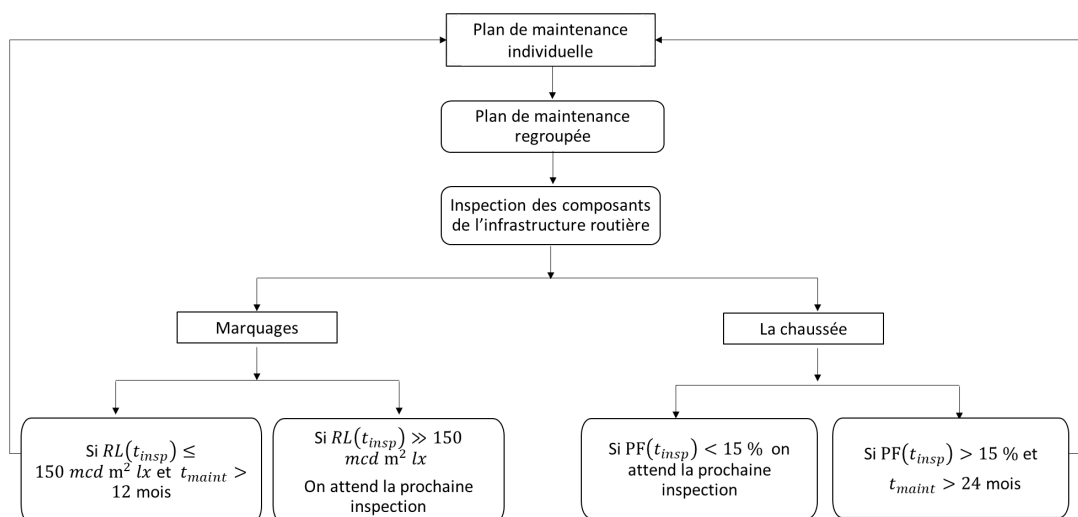 Plan de maintenance
individuelle
Plan de maintenance
regroupée
Inspection des composants
de l’infrastructure routière
Marquages
La chaussée
Si RL(t_insp) ≤
150 mcd m² lx et t_maint >
12 mois
Si RL(t_insp) ≫ 150
mcd m² lx
On attend la prochaine
inspection
Si PF(t_insp) < 15 % on
attend la prochaine
inspection
Si PF(t_insp) > 15 % et
t_maint > 24 mois